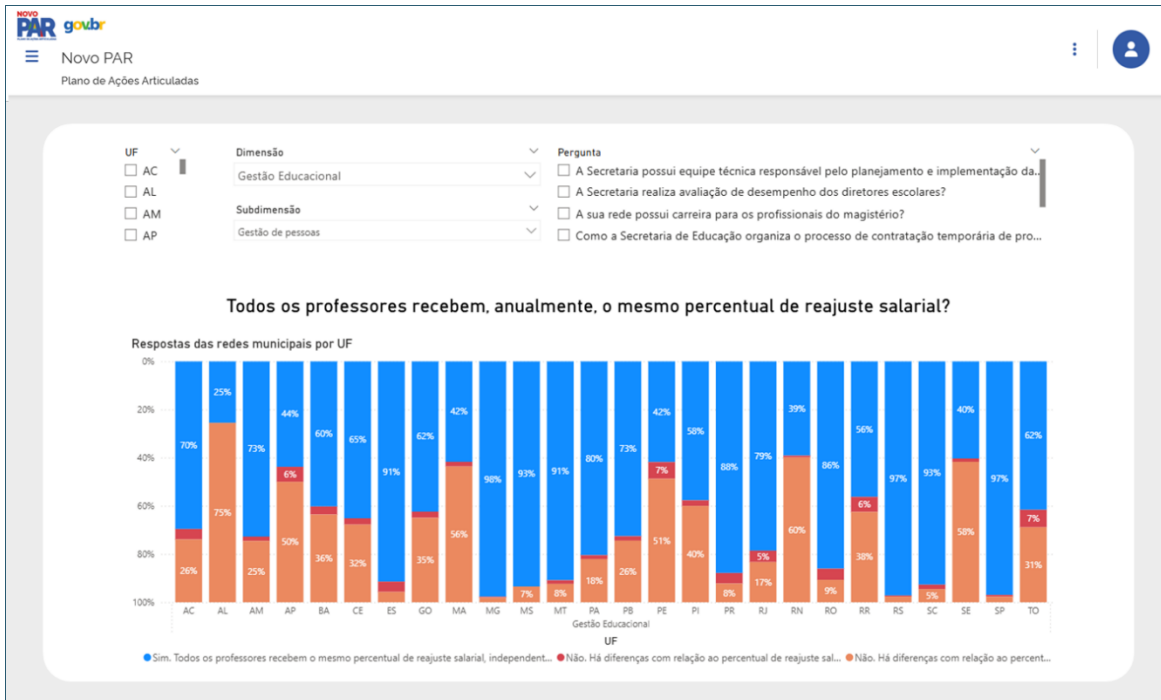 NOVO
PAR
PLANO DE AÇÕES ARTICULADAS
gov.br
Novo PAR
Plano de Ações Articuladas
UF
AC
AL
AM
AP
Dimensão
Gestão Educacional
Subdimensão
Gestão de pessoas
Pergunta
A Secretaria possui equipe técnica responsável pelo planejamento e implementação da...
A Secretaria realiza avaliação de desempenho dos diretores escolares?
A sua rede possui carreira para os profissionais do magistério?
Como a Secretaria de Educação organiza o processo de contratação temporária de pro...
Todos os professores recebem, anualmente, o mesmo percentual de reajuste salarial?
Respostas das redes municipais por UF
0%
20%
40%
60%
80%
100%
70% 25% 73% 44% 60% 65% 91% 62% 42% 98% 93% 91% 80% 73% 42% 58% 88% 79% 39% 86% 56% 97% 93% 40% 97% 62%
6% 7% 5% 6% 7%
26% 75% 25% 50% 36% 32% 35% 56% 7% 8% 18% 26% 51% 40% 8% 17% 60% 9% 38% 5% 58% 31%
AC AL AM AP BA CE ES GO MA MG MS MT PA PB PE PI PR RJ RN RO RR RS SC SE SP TO
Gestão Educacional
UF
Sim. Todos os professores recebem o mesmo percentual de reajuste salarial, independent... Não. Há diferenças com relação ao percentual de reajuste sal... Não. Há diferenças com relação ao percent...